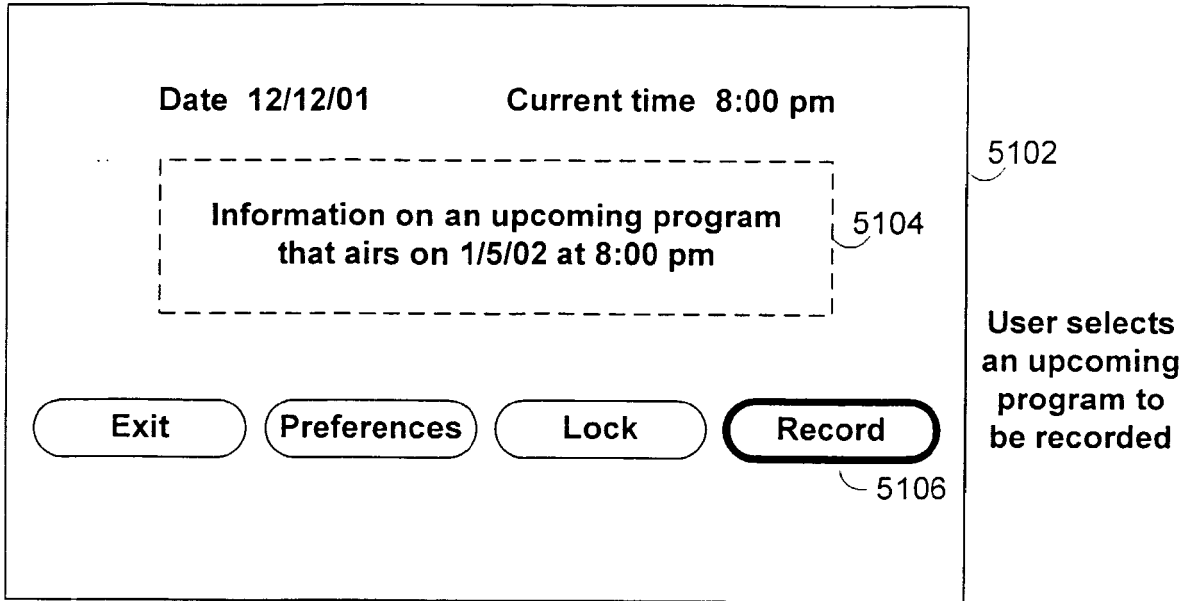 Date 12/12/01 Current time 8:00 pm
5102
Information on an upcoming program
that airs on 1/5/02 at 8:00 pm
5104
User selects
an upcoming
program to
be recorded
Exit Preferences Lock Record
5106